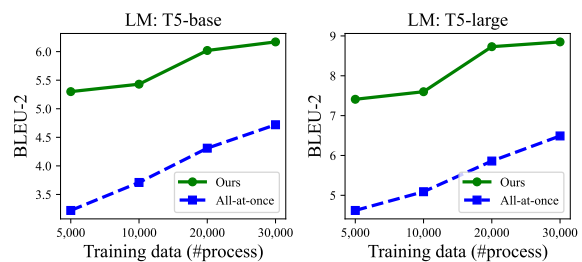 LM: T5-base
BLEU-2
6.0
5.5
5.0
4.5
4.0
3.5
Ours
All-at-once
5,000 10,000 20,000 30,000
Training data (#process)
LM: T5-large
BLEU-2
9
8
7
6
5
Ours
All-at-once
5,000 10,000 20,000 30,000
Training data (#process)